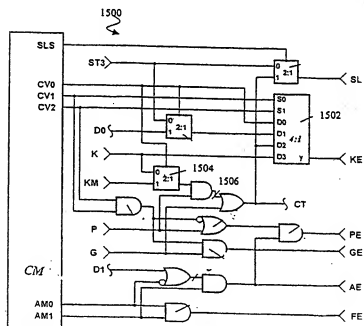 1500
SLS
ST3
0
1
2:1
SL
CV0
CV1
CV2
S0
S1
D0
D1
D2
D3
1502
4:1
y
KE
0
1
2:1
D0
K
KM
0
1
2:1
1504
1506
CT
P
G
PE
GE
D1
AE
CM
AM0
AM1
FE